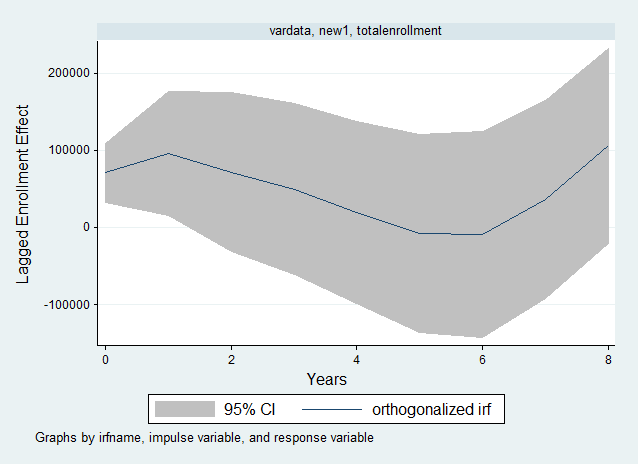 vardata, new1, totalenrollment
200000
100000
0
-100000
Lagged Enrollment Effect
0 2 4 6 8
Years
95% CI orthogonalized irf
Graphs by irfname, impulse variable, and response variable